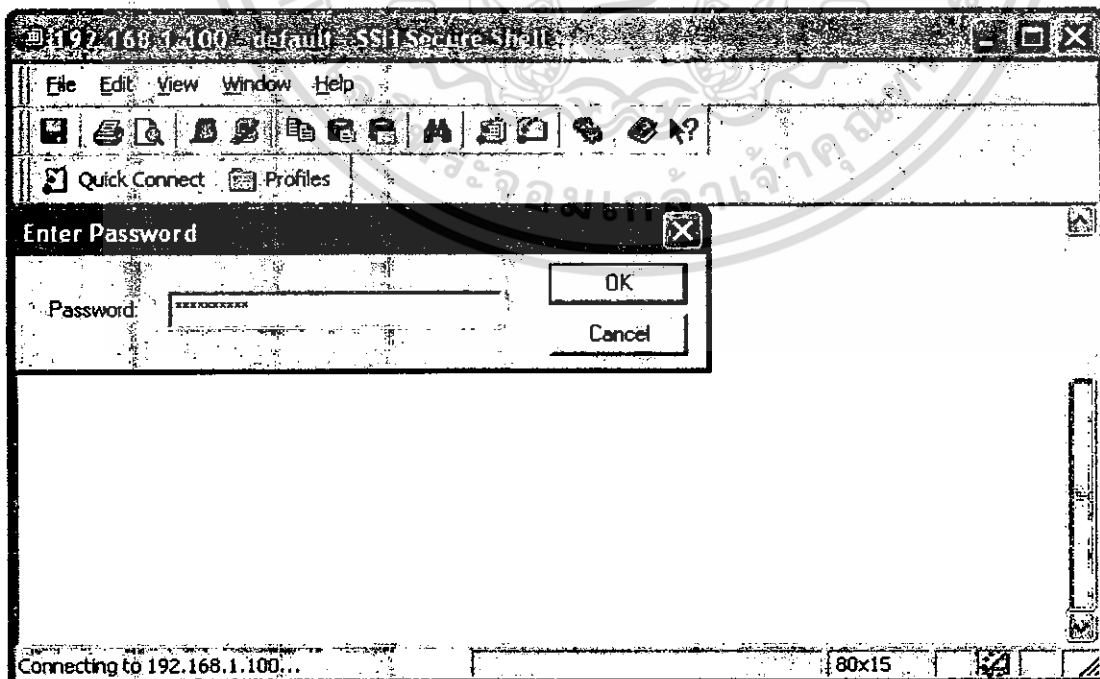 192.168.1.100 - default - SSH Secure Shell
File Edit View Window Help
Quick Connect Profiles
Enter Password
Password: xxxxxxxxxx
OK
Cancel
Connecting to 192.168.1.100...
80x15